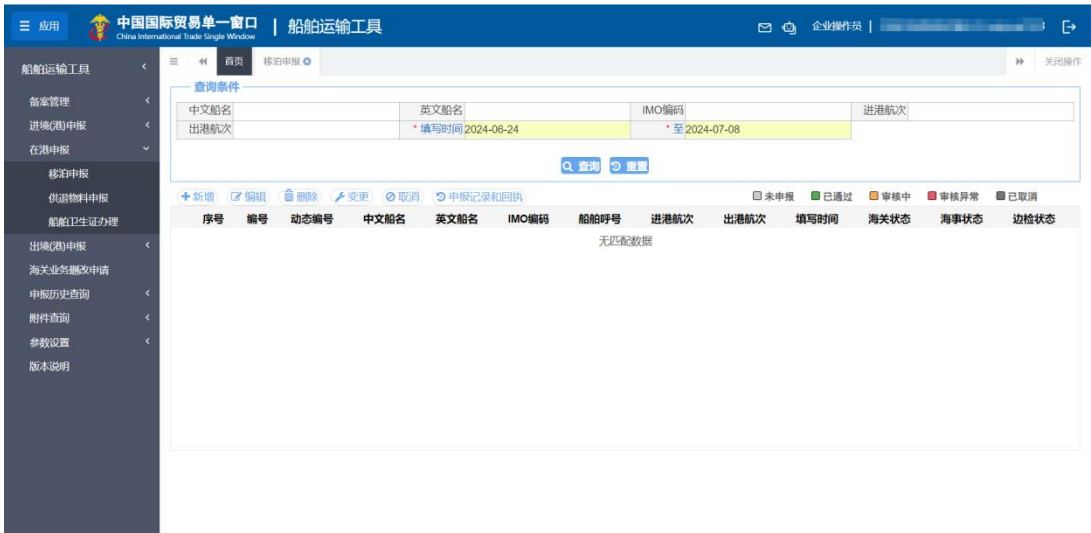 应用 中国国际贸易单一窗口 | 船舶运输工具 企业操作员 |
China International Trade Single Window
船舶运输工具
备案管理
进境(港)申报
在港申报
移泊申报
供退物料申报
船舶卫生证办理
出境(港)申报
海关业务删改申请
申报历史查询
附件查询
参数设置
版本说明
首页 移泊申报 关闭操作
查询条件
中文船名 英文船名 IMO编码 进港航次
出港航次 * 填写时间 2024-06-24 * 至 2024-07-08
查询 重置
新增 编辑 删除 变更 取消 申报记录和回执 未申报 已通过 审核中 审核异常 已取消
序号 编号 动态编号 中文船名 英文船名 IMO编码 船舶呼号 进港航次 出港航次 填写时间 海关状态 海事状态 边检状态
无匹配数据